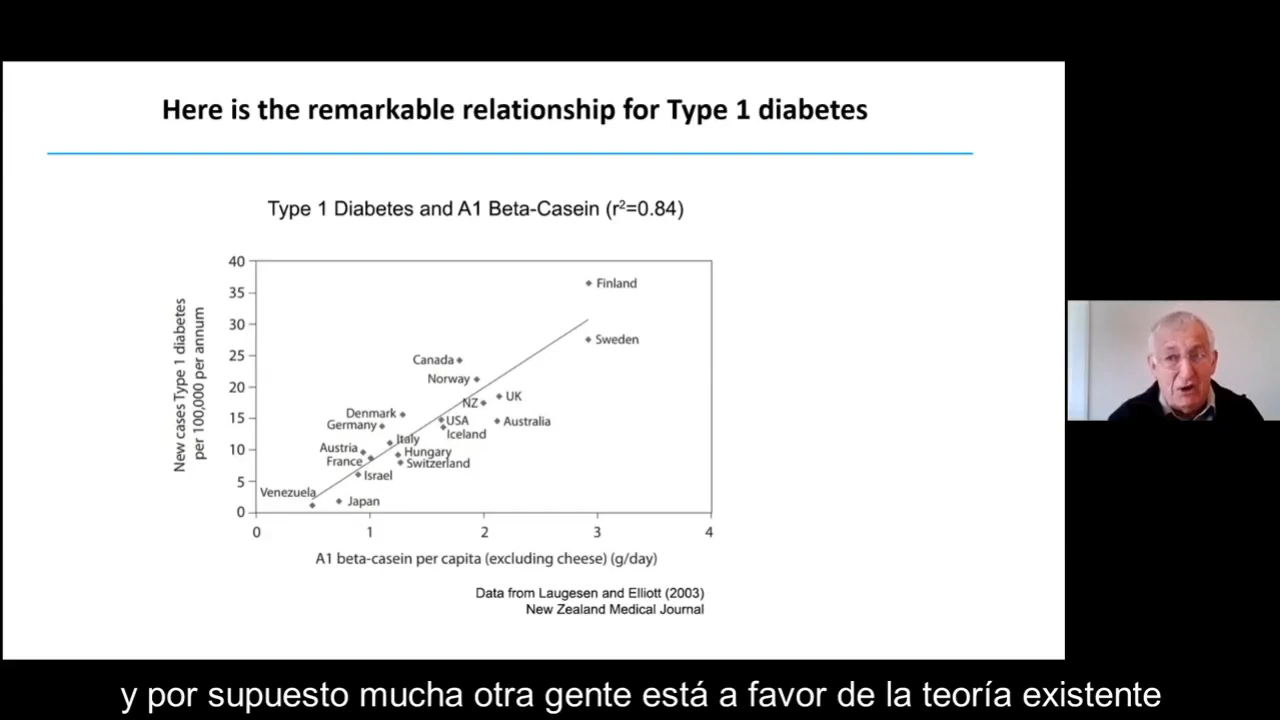 Here is the remarkable relationship for Type 1 diabetes
Type 1 Diabetes and A1 Beta-Casein (r²=0.84)
New cases Type 1 diabetes
per 100,000 per annum
40
35
30
25
20
15
10
5
0
Finland
Sweden
Canada
Norway
UK
NZ
Denmark
USA
Australia
Germany
Iceland
Italy
Austria
Hungary
France
Switzerland
Israel
Venezuela
Japan
0 1 2 3 4
A1 beta-casein per capita (excluding cheese) (g/day)
Data from Laugesen and Elliott (2003)
New Zealand Medical Journal
y por supuesto mucha otra gente está a favor de la teoría existente